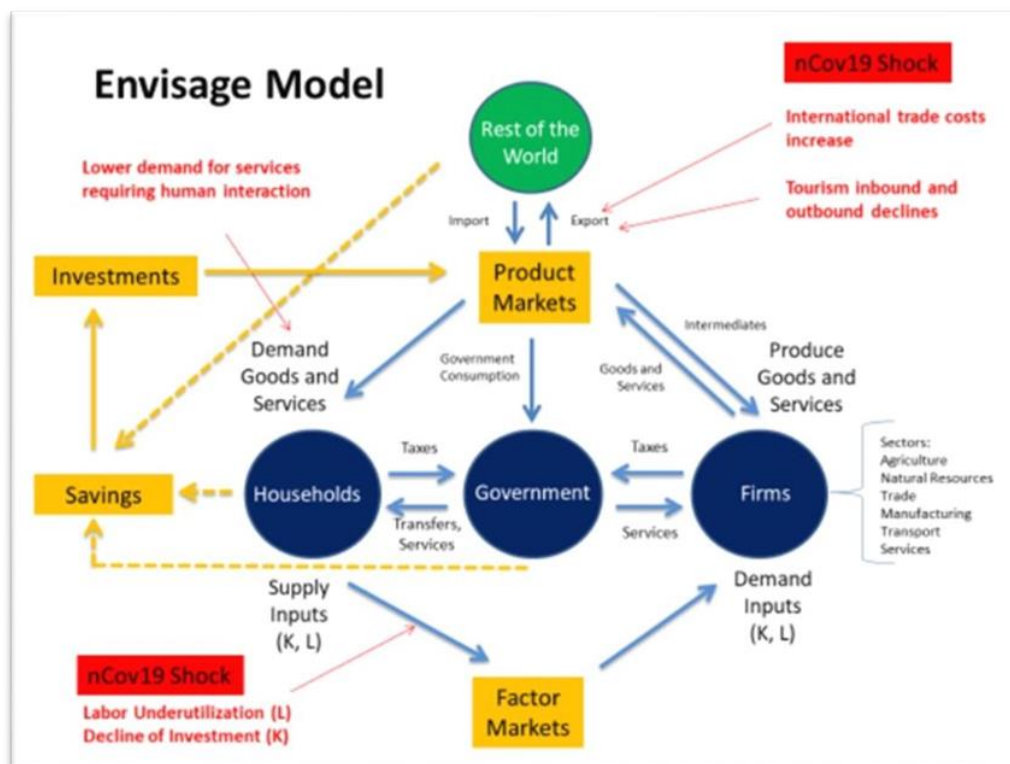 Envisage Model
nCov19 Shock
Rest of the
World
International trade costs
increase
Lower demand for services
requiring human interaction
Tourism inbound and
outbound declines
Import
Export
Investments
Product
Markets
Intermediates
Demand
Goods and
Services
Government
Consumption
Goods and
Services
Produce
Goods and
Services
Taxes
Taxes
Sectors:
Agriculture
Natural Resources
Trade
Manufacturing
Transport
Services
Savings
Households
Government
Firms
Transfers,
Services
Services
Supply
Inputs
(K, L)
Demand
Inputs
(K, L)
nCov19 Shock
Labor Underutilization (L)
Decline of Investment (K)
Factor
Markets